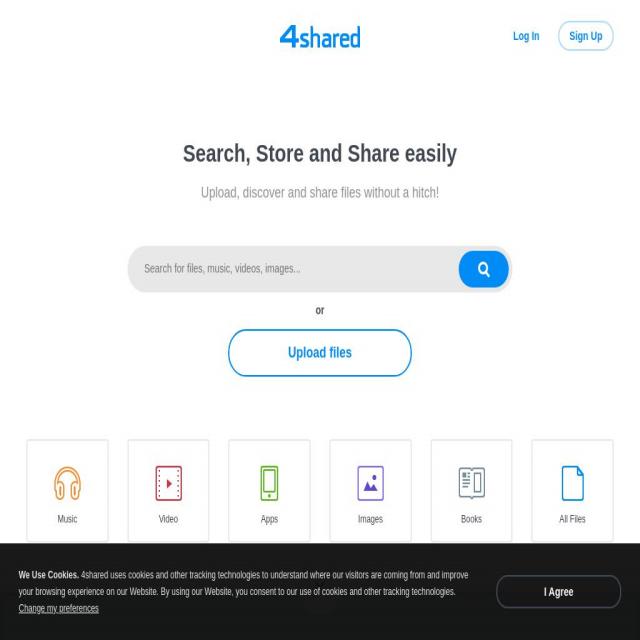 4shared
Log In
Sign Up
Search, Store and Share easily
Upload, discover and share files without a hitch!
Search for files, music, videos, images...
or
Upload files
Music
Video
Apps
Images
Books
All Files
We Use Cookies. 4shared uses cookies and other tracking technologies to understand where our visitors are coming from and improve
your browsing experience on our Website. By using our Website, you consent to our use of cookies and other tracking technologies.
Change my preferences
I Agree